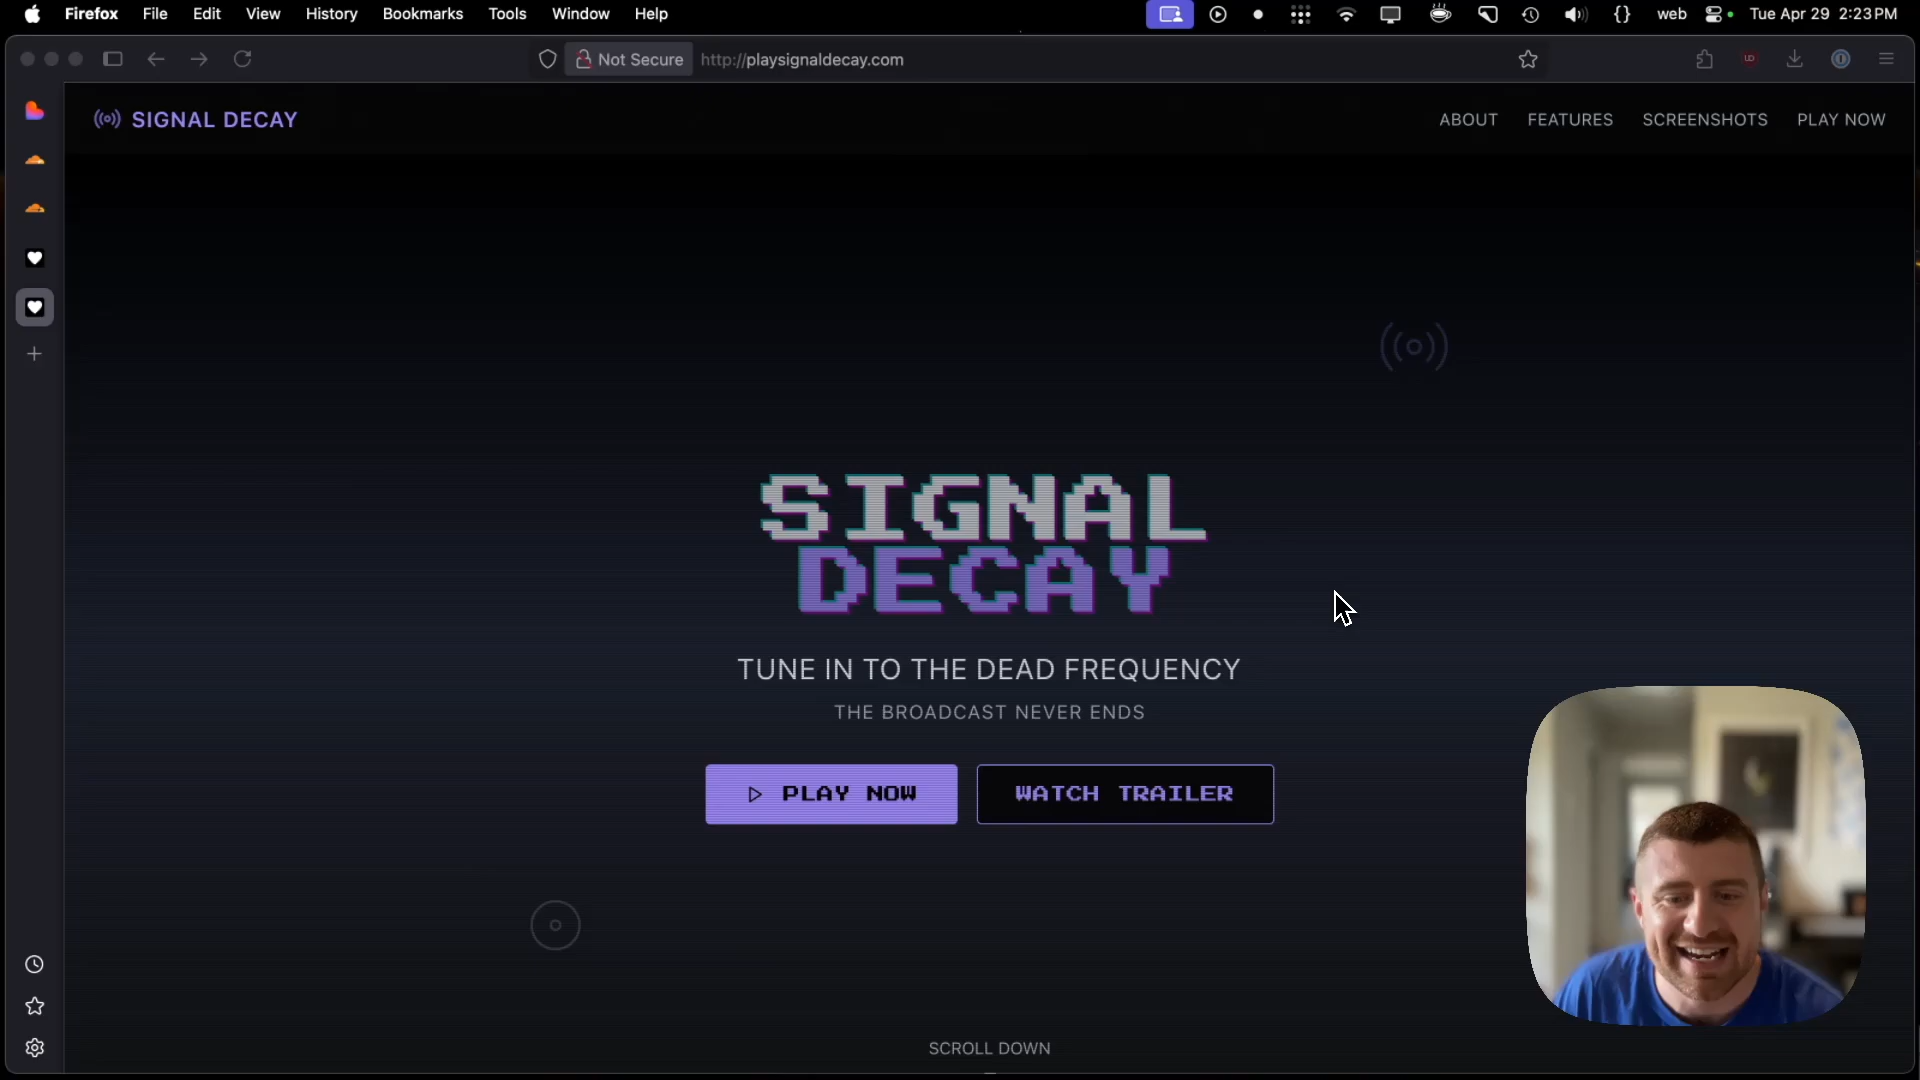 Firefox File Edit View History Bookmarks Tools Window Help
web Tue Apr 29 2:23 PM
Not Secure http://playsignaldecay.com
SIGNAL DECAY
ABOUT FEATURES SCREENSHOTS PLAY NOW
SIGNAL
DECAY
TUNE IN TO THE DEAD FREQUENCY
THE BROADCAST NEVER ENDS
PLAY NOW
WATCH TRAILER
SCROLL DOWN